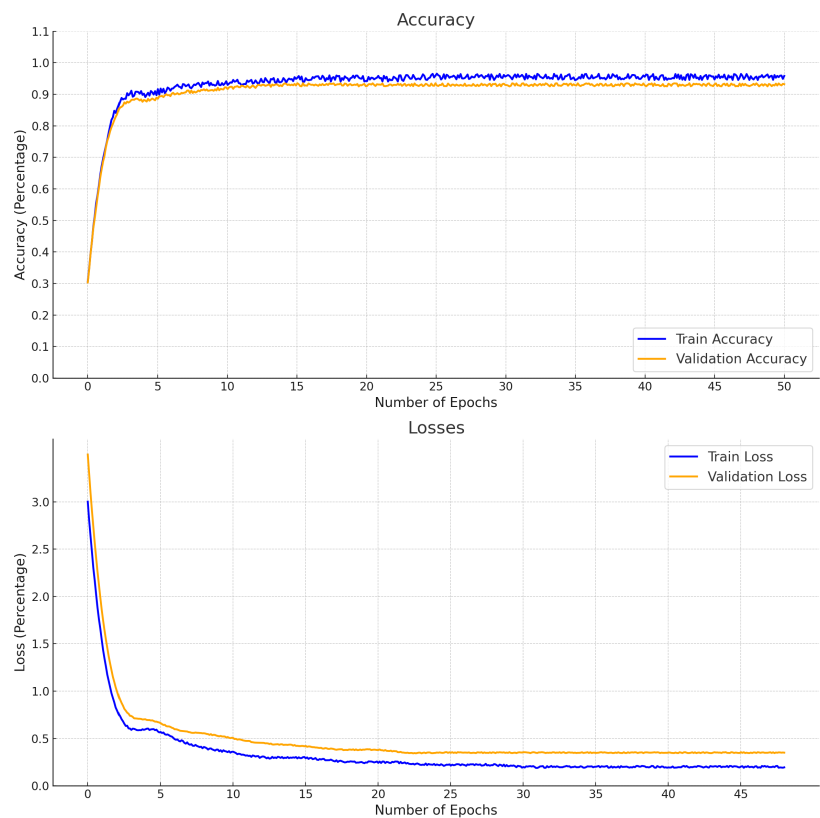 Accuracy
1.1
1.0
0.9
0.8
0.7
0.6
0.5
0.4
0.3
0.2
0.1
0.0
Accuracy (Percentage)
Train Accuracy
Validation Accuracy
0 5 10 15 20 25 30 35 40 45 50
Number of Epochs
Losses
3.0
2.5
2.0
1.5
1.0
0.5
0.0
Loss (Percentage)
Train Loss
Validation Loss
0 5 10 15 20 25 30 35 40 45
Number of Epochs